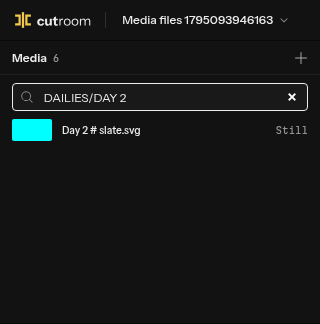 cutroom
Media files 1795093946163
Media 6
DAILIES/DAY 2
Day 2 # slate.svg
Still